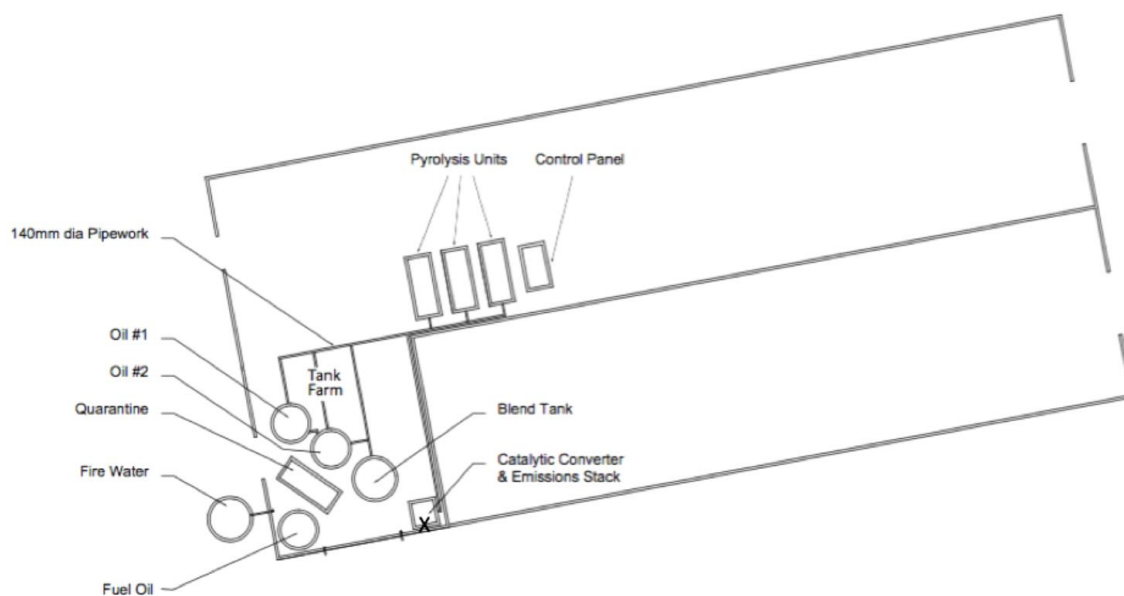 Pyrolysis Units
Control Panel
140mm dia Pipework
Oil #1
Oil #2
Tank
Farm
Quarantine
Blend Tank
Fire Water
Catalytic Converter
& Emissions Stack
X
Fuel Oil